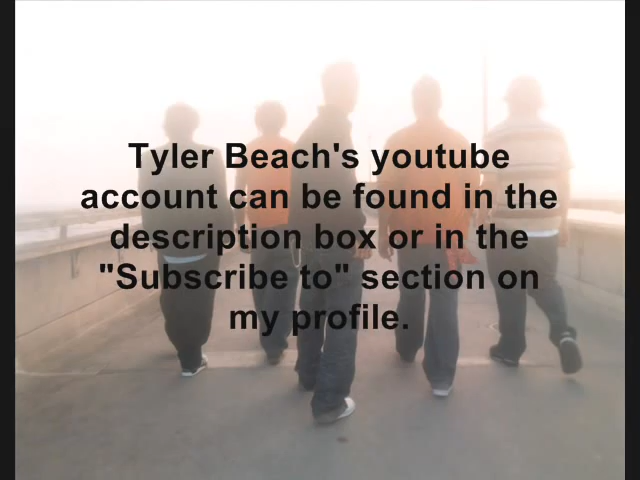 Tyler Beach's youtube
account can be found in the
description box or in the
"Subscribe to" section on
my profile.